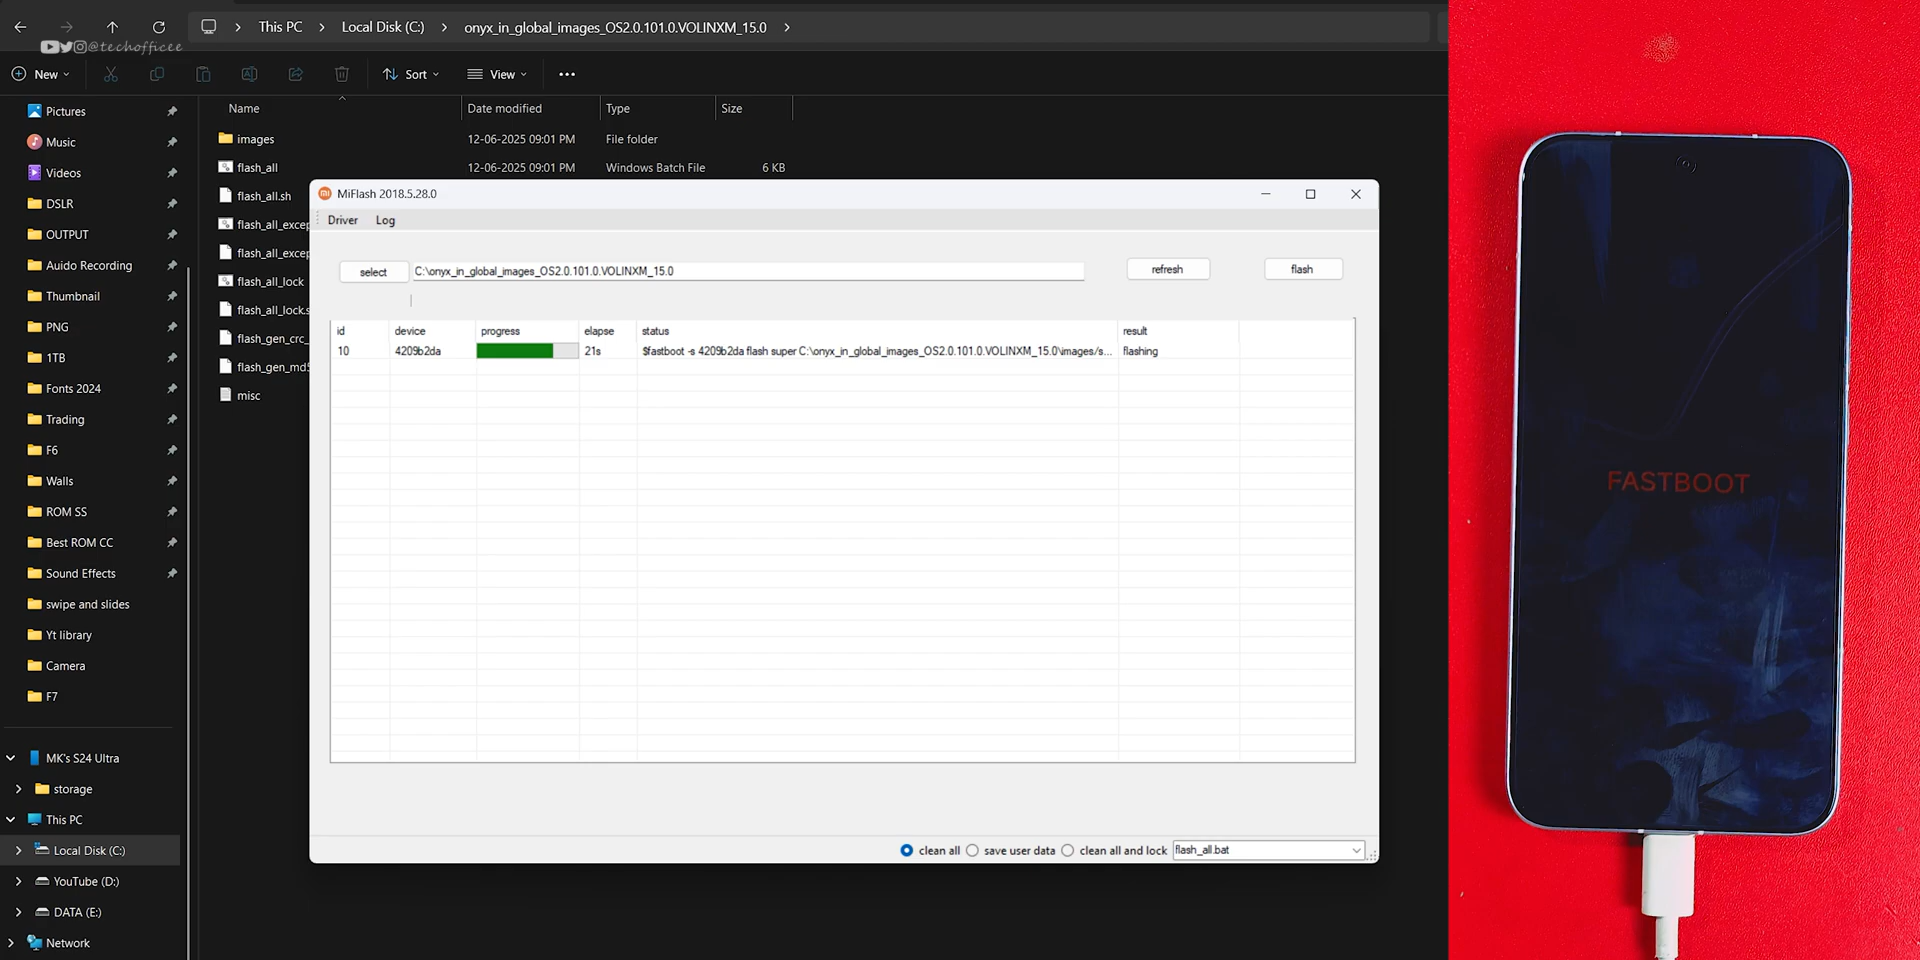 This PC > Local Disk (C:) > onyx_in_global_images_OS2.0.101.0.VOLINXM_15.0 >
@techofficee
New
Sort
View
Name Date modified Type Size
Pictures
Music
Videos
DSLR
OUTPUT
Auido Recording
Thumbnail
PNG
1TB
Fonts 2024
Trading
F6
Walls
ROM SS
Best ROM CC
Sound Effects
swipe and slides
Yt library
Camera
F7
MK's S24 Ultra
storage
This PC
Local Disk (C:)
YouTube (D:)
DATA (E:)
Network
images 12-06-2025 09:01 PM File folder
flash_all 12-06-2025 09:01 PM Windows Batch File 6 KB
flash_all.sh
flash_all_excep
flash_all_excep
flash_all_lock
flash_all_lock.s
flash_gen_crc_
flash_gen_md5
misc
MiFlash 2018.5.28.0
Driver Log
select C:\onyx_in_global_images_OS2.0.101.0.VOLINXM_15.0 refresh flash
id device progress elapse status result
10 4209b2da 21s $fastboot -s 4209b2da flash super C:\onyx_in_global_images_OS2.0.101.0.VOLINXM_15.0\images/s... flashing
clean all save user data clean all and lock flash_all.bat
FASTBOOT